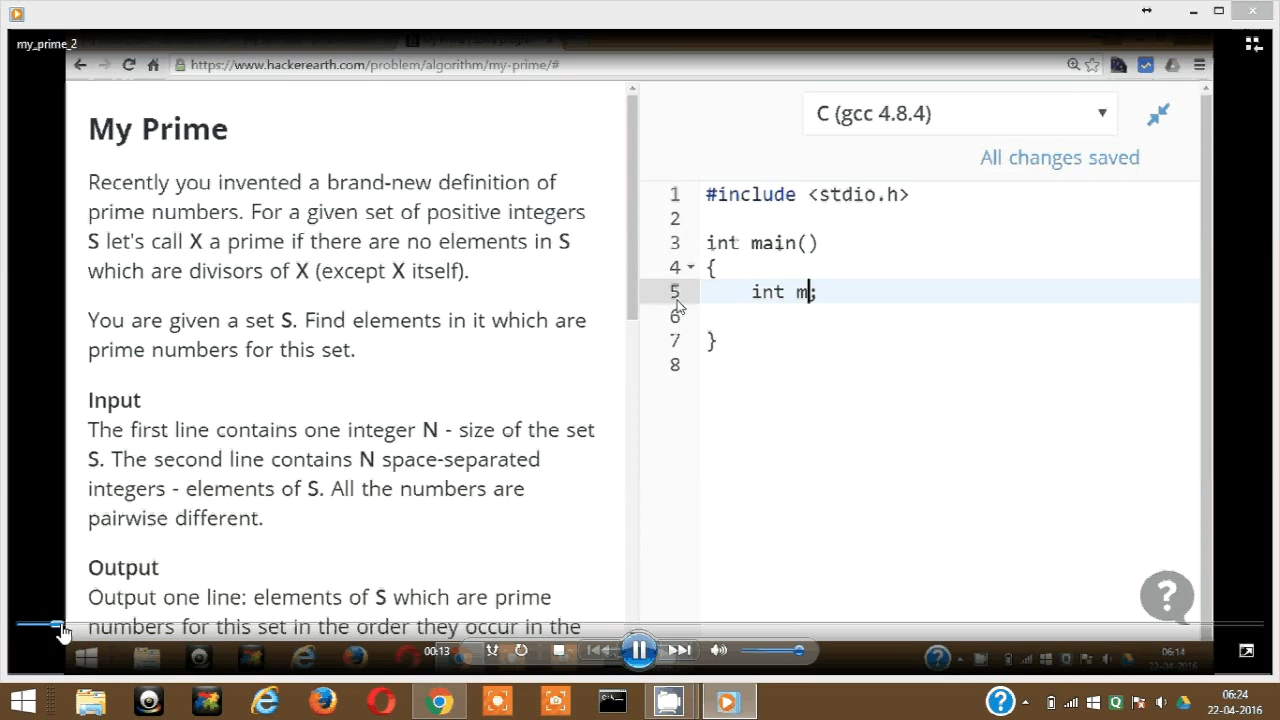 my_prime_2
https://www.hackerearth.com/problem/algorithm/my-prime/#
My Prime
Recently you invented a brand-new definition of
prime numbers. For a given set of positive integers
S let's call X a prime if there are no elements in S
which are divisors of X (except X itself).
You are given a set S. Find elements in it which are
prime numbers for this set.
Input
The first line contains one integer N - size of the set
S. The second line contains N space-separated
integers - elements of S. All the numbers are
pairwise different.
Output
Output one line: elements of S which are prime
numbers for this set in the order they occur in the
C (gcc 4.8.4)
All changes saved
1 #include <stdio.h>
2
3 int main()
4 {
5 int m;
6
7 }
8
?
00:13
06:14
22-04-2016
06:24
22-04-2016